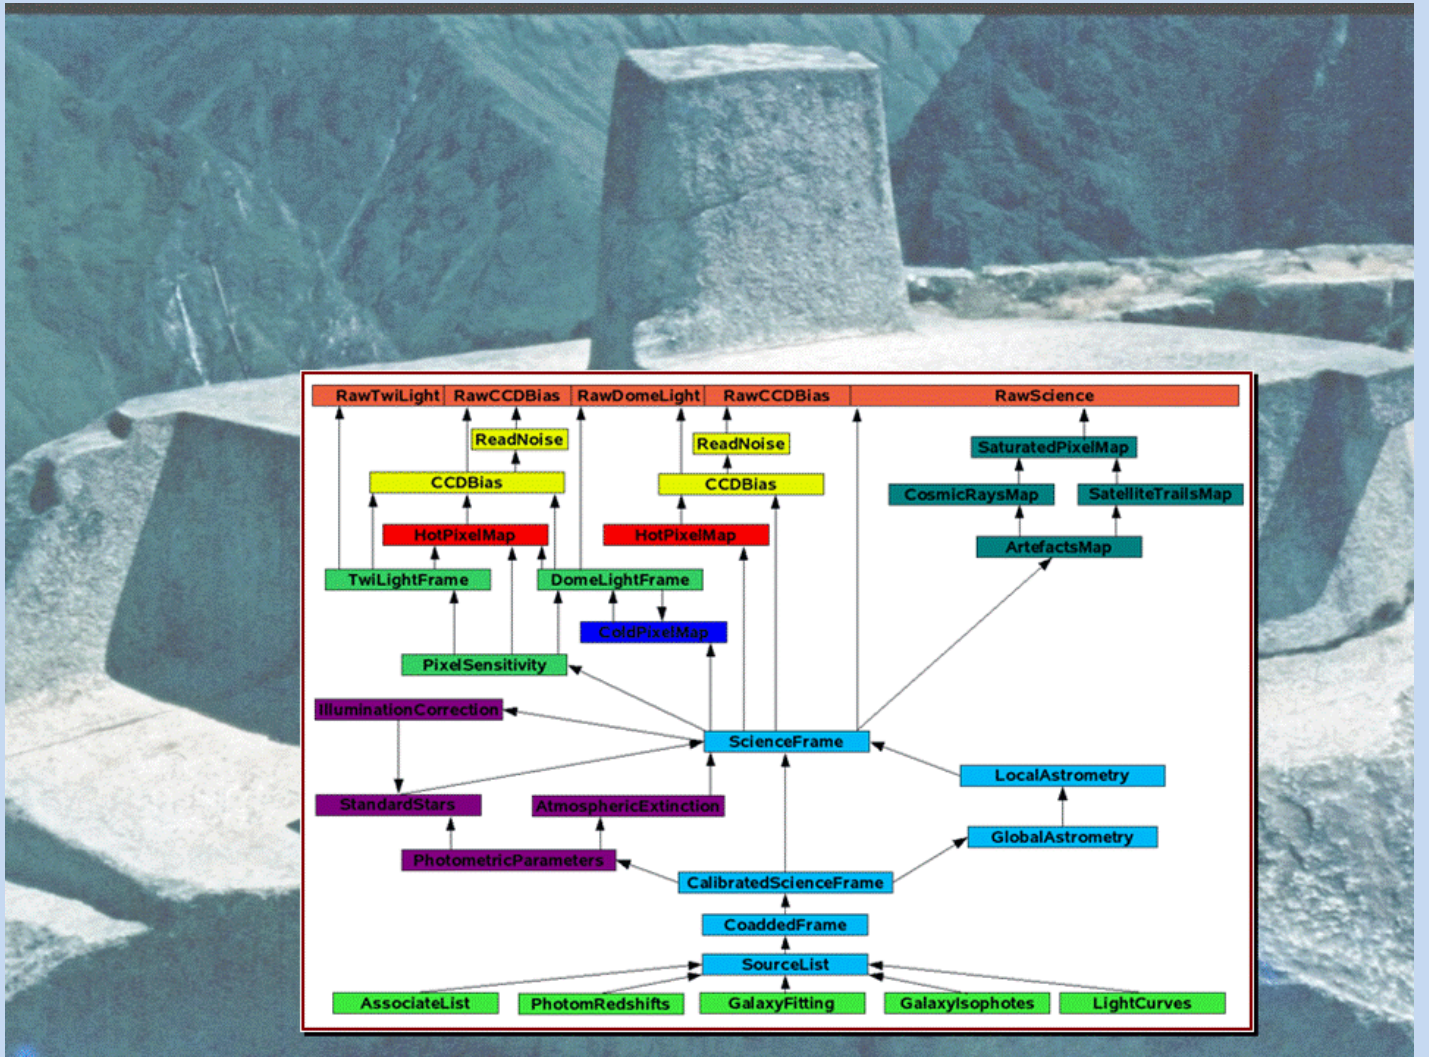 RawTwiLight RawCCDBias RawDomeLight RawCCDBias RawScience
ReadNoise ReadNoise SaturatedPixelMap
CCDBias CCDBias CosmicRaysMap SatelliteTrailsMap
HotPixelMap HotPixelMap ArtefactsMap
TwiLightFrame DomeLightFrame
ColdPixelMap
PixelSensitivity
IlluminationCorrection
ScienceFrame
LocalAstrometry
StandardStars AtmosphericExtinction
GlobalAstrometry
PhotometricParameters
CalibratedScienceFrame
CoaddedFrame
SourceList
AssociateList PhotomRedshifts GalaxyFitting GalaxyIsophotes LightCurves